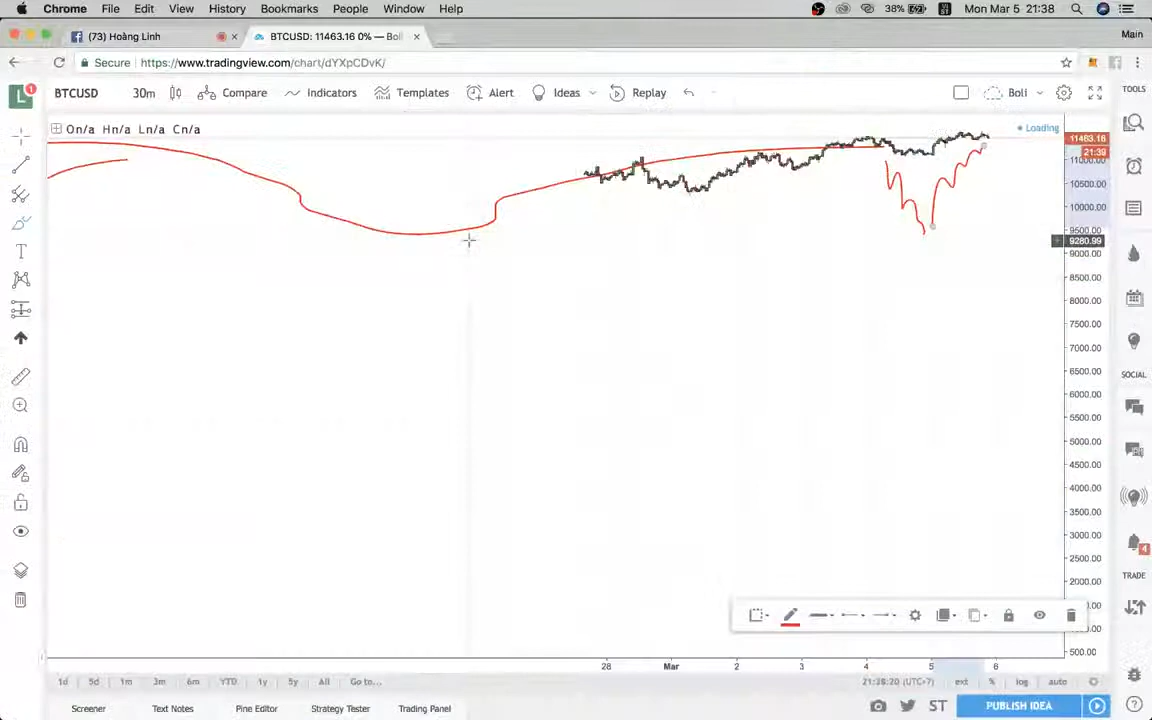 Chrome File Edit View History Bookmarks People Window Help 38% Mon Mar 5 21:38
(73) Hoàng Linh BTCUSD: 11463.16 0% — Boli Main
Secure https://www.tradingview.com/chart/dYXpCDvK/
L 1 BTCUSD 30m Compare Indicators Templates Alert Ideas Replay Boli TOOLS
On/a Hn/a Ln/a Cn/a Loading
11463.16
21:39
11000.00
10500.00
10000.00
9500.00
9280.99
9000.00
8500.00
8000.00
7500.00
7000.00
6500.00
SOCIAL
6000.00
5500.00
5000.00
4500.00
4000.00
3500.00
3000.00
4
2500.00
TRADE
2000.00
500.00
28 Mar 2 3 4 5 6
1d 5d 1m 3m 6m YTD 1y 5y All Go to... 21:38:20 (UTC+7) ext % log auto
Screener Text Notes Pine Editor Strategy Tester Trading Panel ST PUBLISH IDEA